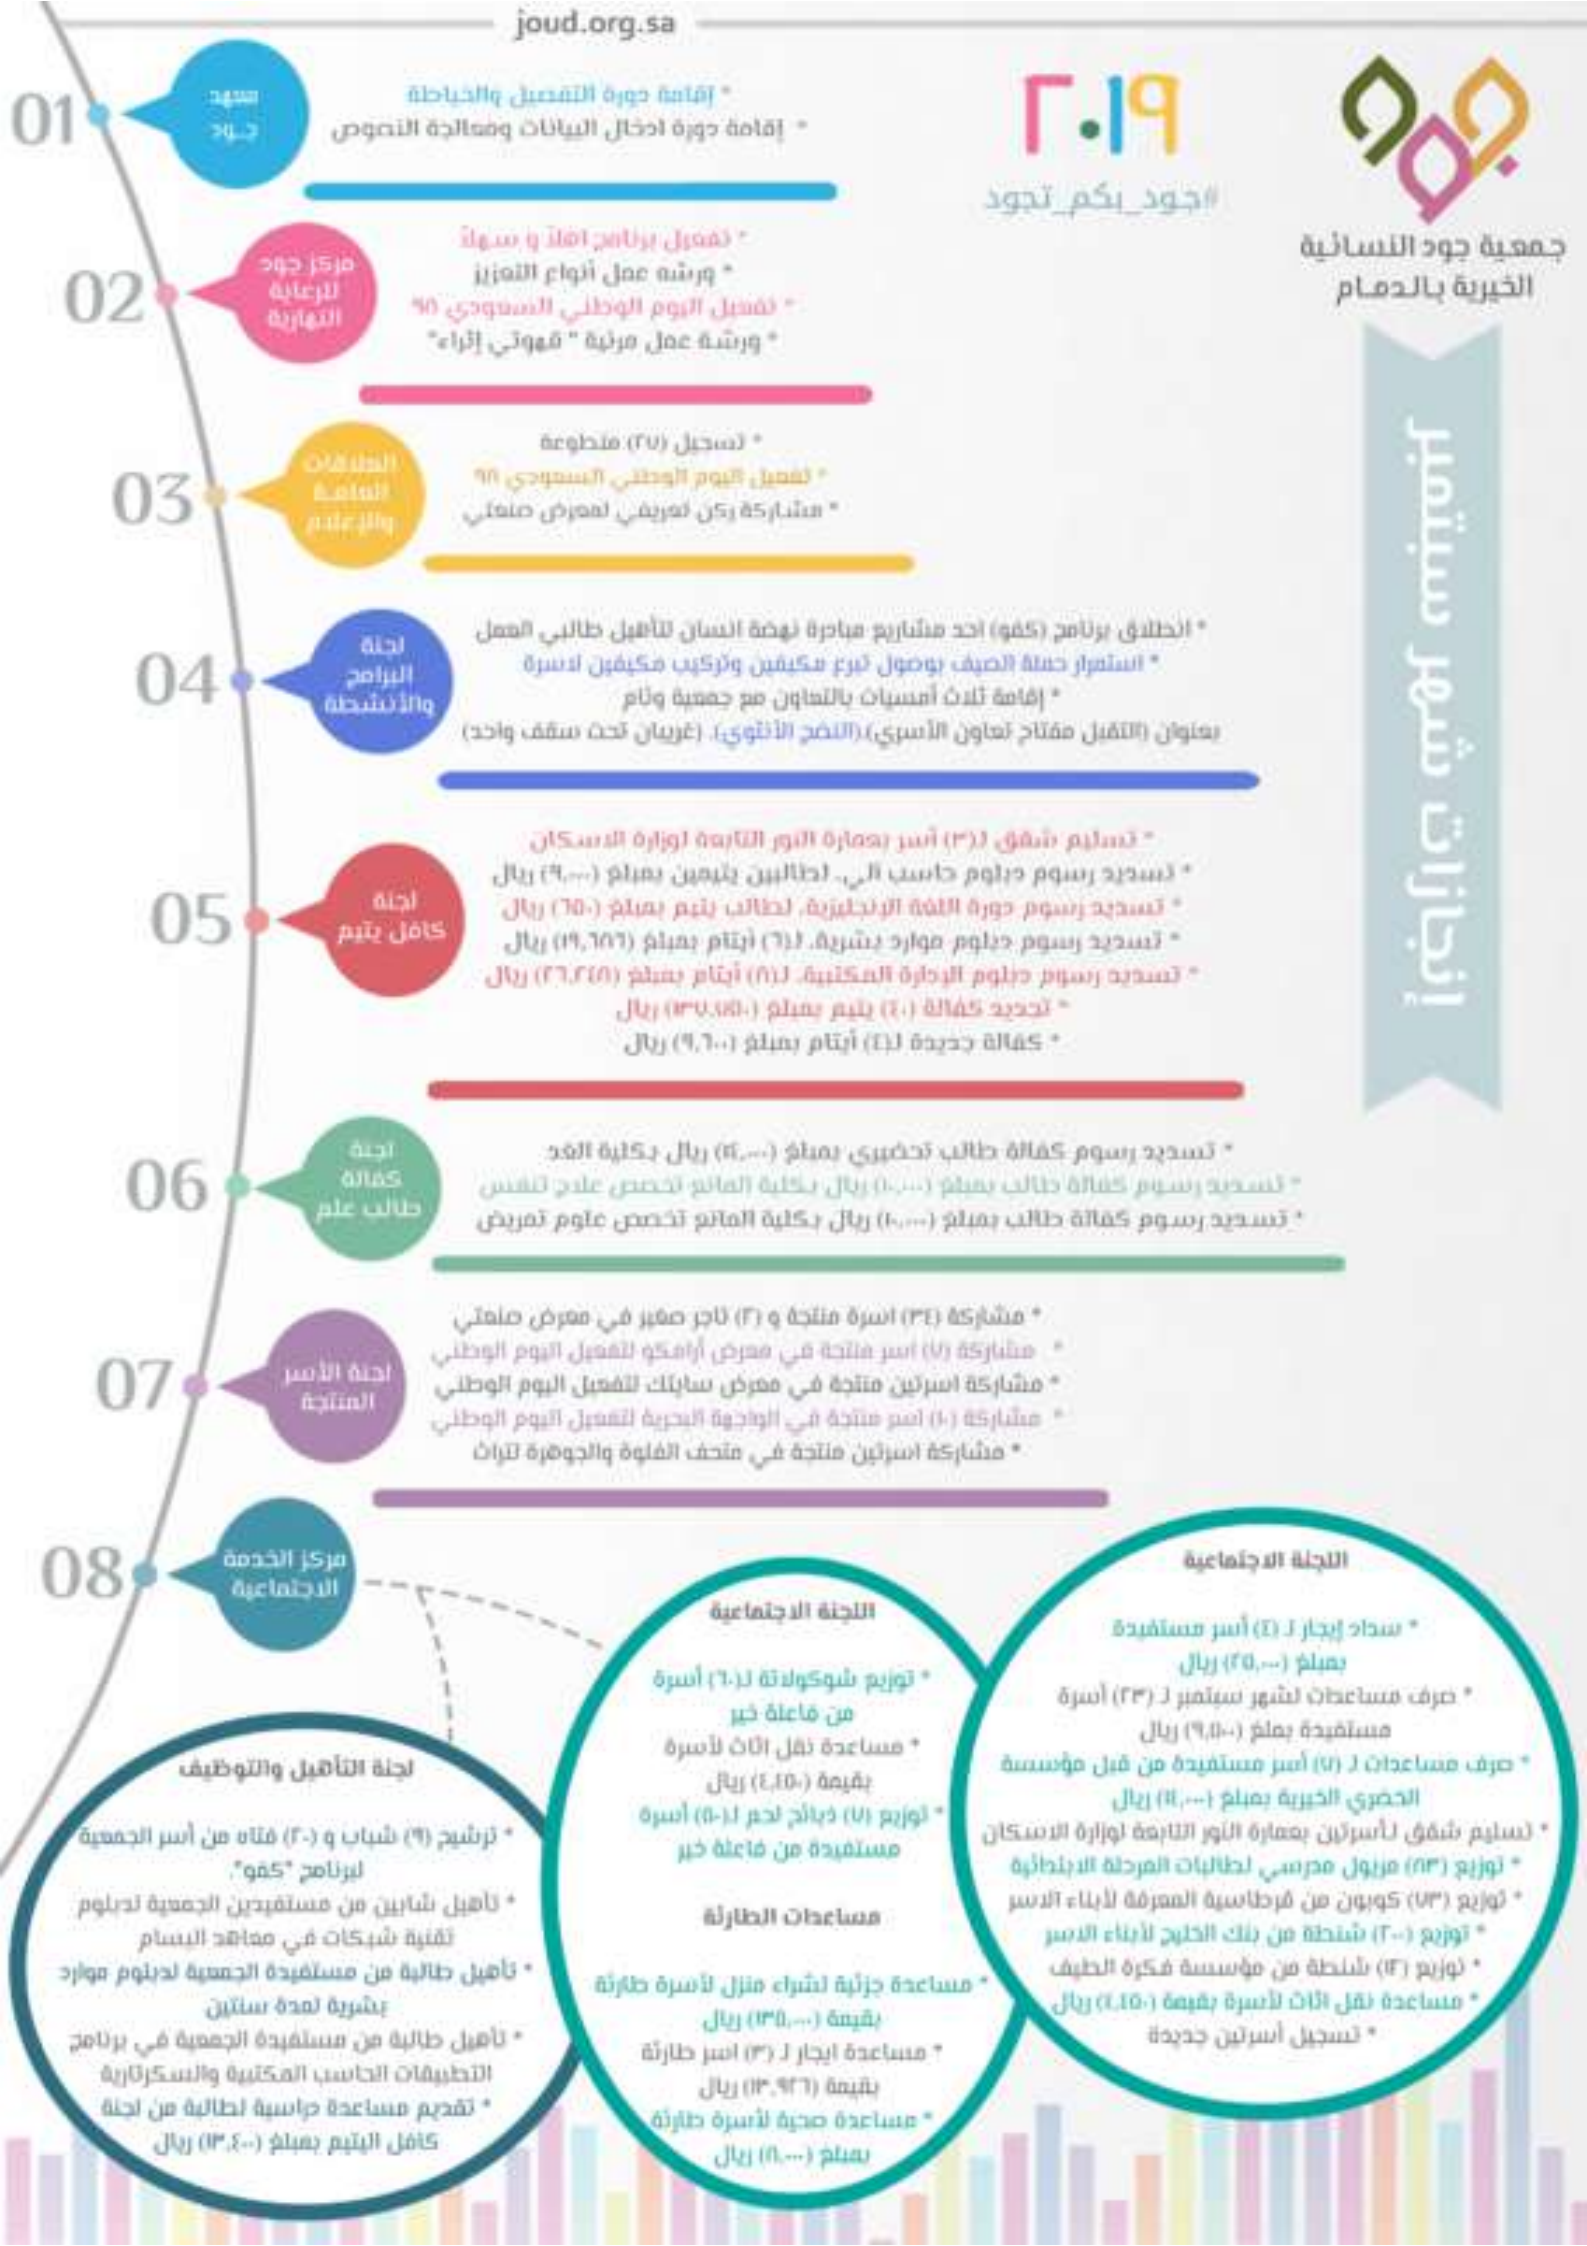 joud.org.sa
جمعية جود النسائية
الخيرية بالدمام
٢٠١٩
#جود_بكم_تجود
إنجازات شهر سبتمبر
01
معهد
جود
* إقامة دورة التفصيل والخياطة
* إقامة دورة ادخال البيانات ومعالجة النصوص
02
مركز جود
للرعاية
النهارية
* تفعيل برنامج اهلاً و سهلاً
* ورشه عمل أنواع التعزيز
* تفعيل اليوم الوطني السعودي ٩٨
* ورشة عمل مرئية " قهوتي إثراء"
03
العلاقات
العامة
والإعلام
* تسجيل (٢٧) متطوعة
* تفعيل اليوم الوطني السعودي ٨٩
* مشاركة ركن تعريفي لمعرض صنعتي
04
لجنة
البرامج
والأنشطة
* انطلاق برنامج (كفو) احد مشاريع مبادرة نهضة انسان لتأهيل طالبي العمل
* استمرار حملة الصيف بوصول تبرع مكيفين وتركيب مكيفين لاسرة
* إقامة ثلاث أمسيات بالتعاون مع جمعية وئام
بعنوان (التقبل مفتاح تعاون الأسري).(النضج الأنثوي). (غريبان تحت سقف واحد)
05
لجنة
كافل يتيم
* تسليم شقق لـ(٣) أسر بعمارة النور التابعة لوزارة الاسكان
* تسديد رسوم دبلوم حاسب آلي. لطالبين يتيمين بمبلغ (٩,٠٠٠) ريال
* تسديد رسوم دورة اللغة الإنجليزية. لطالب يتيم بمبلغ (٦٥٠) ريال
* تسديد رسوم دبلوم موارد بشرية. لـ(٦) أيتام بمبلغ (١٩,٦٥٦) ريال
* تسديد رسوم دبلوم الإدارة المكتبية. لـ(٨) أيتام بمبلغ (٢٦,٢٤٨) ريال
* تجديد كفالة (٤٠) يتيم بمبلغ (١٣٧,٧٥٠) ريال
* كفالة جديدة لـ(٤) أيتام بمبلغ (٩,٦٠٠) ريال
06
لجنة
كفالة
طالب علم
* تسديد رسوم كفالة طالب تحضيري بمبلغ (١٤,٠٠٠) ريال بكلية الغد
* تسديد رسوم كفالة طالب بمبلغ (١٠,٠٠٠) ريال بكلية المانع تخصص علاج تنفس
* تسديد رسوم كفالة طالب بمبلغ (١٠,٠٠٠) ريال بكلية المانع تخصص علوم تمريض
07
لجنة الأسر
المنتجة
* مشاركة (٣٤) اسرة منتجة و (٢) تاجر صغير في معرض صنعتي
* مشاركة (٧) اسر منتجة في معرض أرامكو لتفعيل اليوم الوطني
* مشاركة اسرتين منتجة في معرض سايتك لتفعيل اليوم الوطني
* مشاركة (١٠) اسر منتجة في الواجهة البحرية لتفعيل اليوم الوطني
* مشاركة اسرتين منتجة في متحف الفلوة والجوهرة لتراث
08
مركز الخدمة
الاجتماعية
اللجنة الاجتماعية
* سداد إيجار لـ (٤) أسر مستفيدة
بمبلغ (٢٥,٠٠٠) ريال
* صرف مساعدات لشهر سبتمبر لـ (٢٣) أسرة
مستفيدة بملغ (٩,٥٠٠) ريال
* صرف مساعدات لـ (٧) أسر مستفيدة من قبل مؤسسة
الحضري الخيرية بمبلغ (١٤,٠٠٠) ريال
* تسليم شقق لأسرتين بعمارة النور التابعة لوزارة الاسكان
* توزيع (٨٣) مريول مدرسي لطالبات المرحلة الابتدائية
* توزيع (٧٣) كوبون من قرطاسية المعرفة لأبناء الاسر
* توزيع (٢٠٠) شنطة من بنك الخليج لأبناء الاسر
* توزيع (١٢) شنطة من مؤسسة فكرة الطيف
* مساعدة نقل اثاث لأسرة بقيمة (٤,٤٥٠) ريال
* تسجيل أسرتين جديدة
اللجنة الاجتماعية
* توزيع شوكولاتة لـ(٦٠) أسرة
من فاعلة خير
* مساعدة نقل اثاث لأسرة
بقيمة (٤,٤٥٠) ريال
* توزيع (٧) ذبائح لحم لـ(٥٠) أسرة
مستفيدة من فاعلة خير
مساعدات الطارئة
* مساعدة جزئية لشراء منزل لأسرة طارئة
بقيمة (١٣٥,٠٠٠) ريال
* مساعدة ايجار لـ (٣) اسر طارئة
بقيمة (١٣,٩٢٦) ريال
* مساعدة صحية لأسرة طارئة
بمبلغ (٨,٠٠٠) ريال
لجنة التأهيل والتوظيف
* ترشيح (٩) شباب و (٢٠) فتاه من أسر الجمعية
لبرنامج "كفو".
* تأهيل شابين من مستفيدين الجمعية لدبلوم
تقنية شبكات في معاهد البسام
* تأهيل طالبة من مستفيدة الجمعية لدبلوم موارد
بشرية لمدة سنتين
* تأهيل طالبة من مستفيدة الجمعية في برنامج
التطبيقات الحاسب المكتبية والسكرتارية
* تقديم مساعدة دراسية لطالبة من لجنة
كافل اليتيم بمبلغ (١٣,٤٠٠) ريال